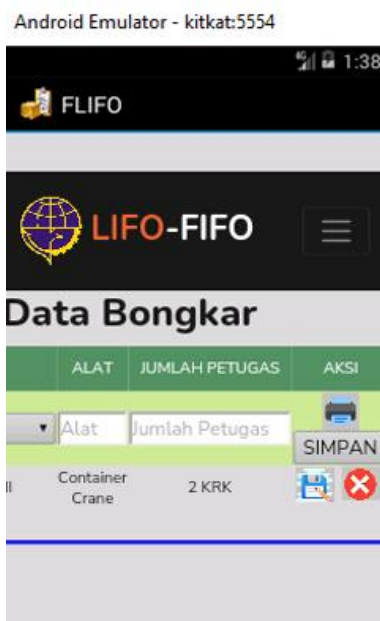 Android Emulator - kitkat:5554
4G 1:38
FLIFO
LIFO-FIFO
Data Bongkar
ALAT JUMLAH PETUGAS AKSI
Alat Jumlah Petugas
SIMPAN
Container
Crane 2 KRK